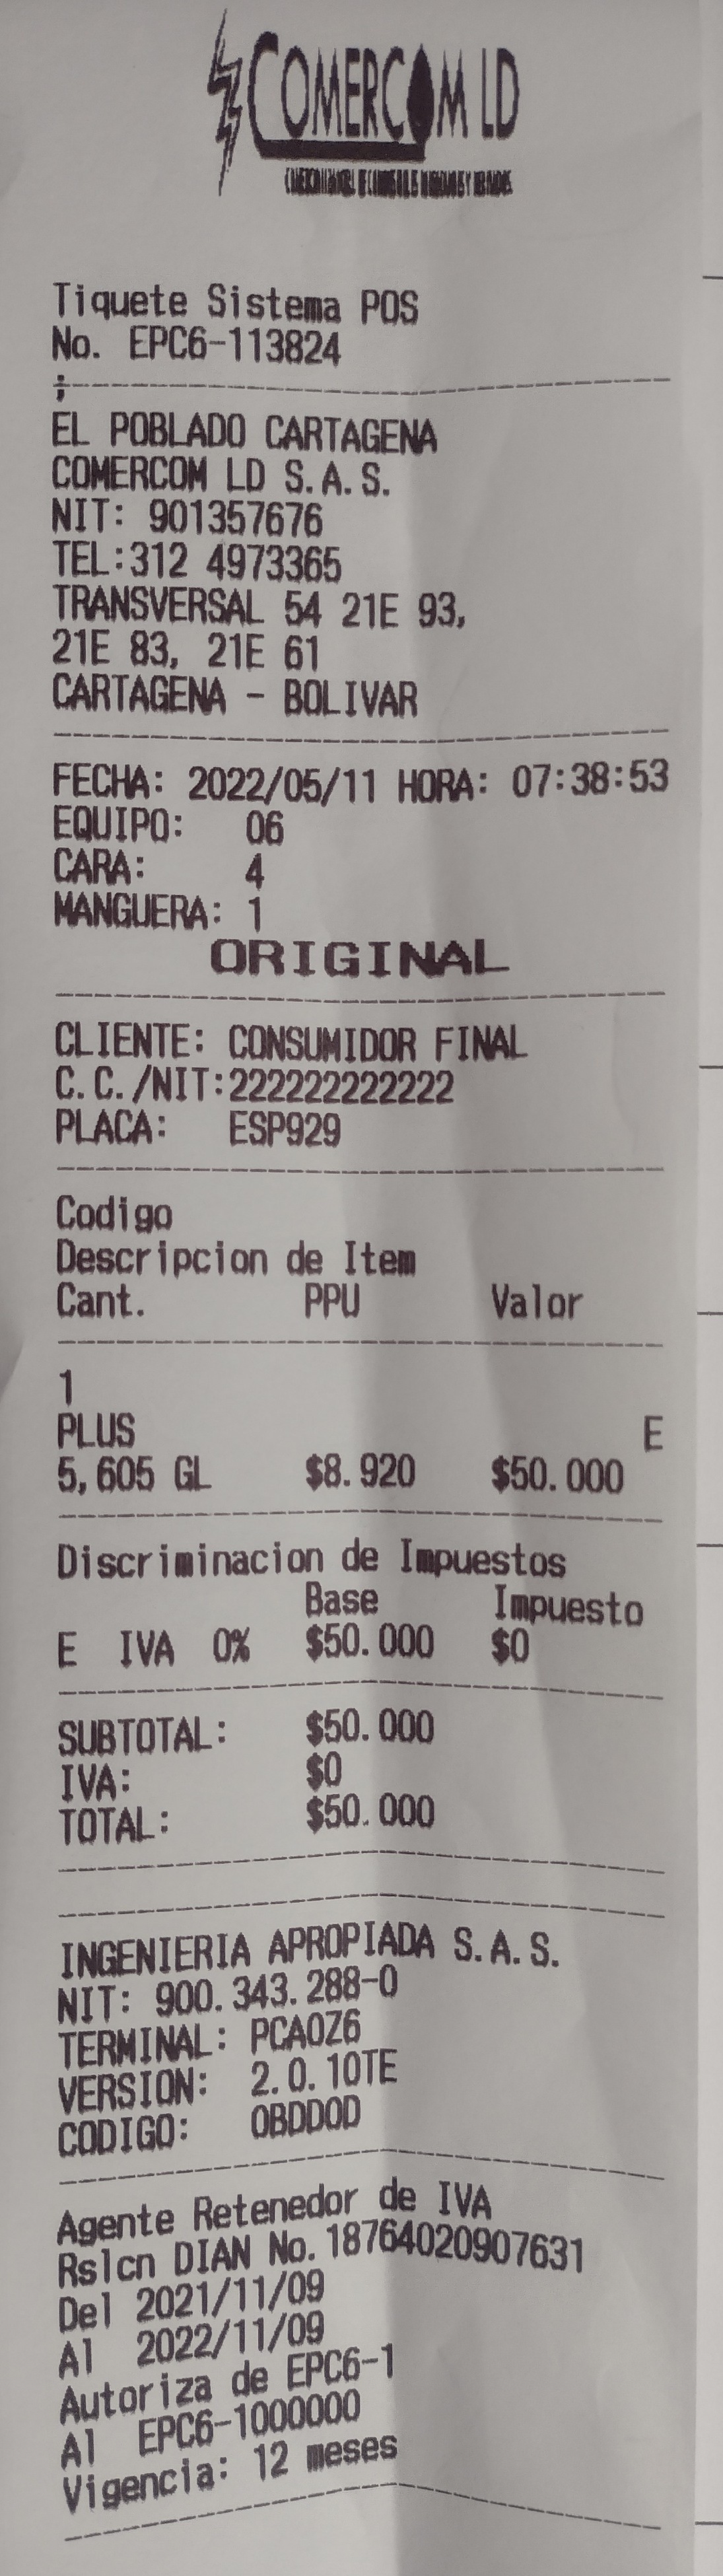 COMERCOM LD
Tiquete Sistema POS
No. EPC6-113824
;
EL POBLADO CARTAGENA
COMERCOM LD S.A.S.
NIT: 901357676
TEL:312 4973365
TRANSVERSAL 54 21E 93,
21E 83, 21E 61
CARTAGENA - BOLIVAR
FECHA: 2022/05/11 HORA: 07:38:53
EQUIPO: 06
CARA: 4
MANGUERA: 1
ORIGINAL
CLIENTE: CONSUMIDOR FINAL
C.C./NIT:222222222222
PLACA: ESP929
Codigo
Descripcion de Item
Cant. PPU Valor
1
PLUS E
5,605 GL $8.920 $50.000
Discriminacion de Impuestos
Base Impuesto
E IVA 0% $50.000 $0
SUBTOTAL: $50.000
IVA: $0
TOTAL: $50.000
INGENIERIA APROPIADA S.A.S.
NIT: 900.343.288-0
TERMINAL: PCA0Z6
VERSION: 2.0.10TE
CODIGO: 0BDD0D
Agente Retenedor de IVA
Rslcn DIAN No.18764020907631
Del 2021/11/09
Al 2022/11/09
Autoriza de EPC6-1
Al EPC6-1000000
Vigencia: 12 meses